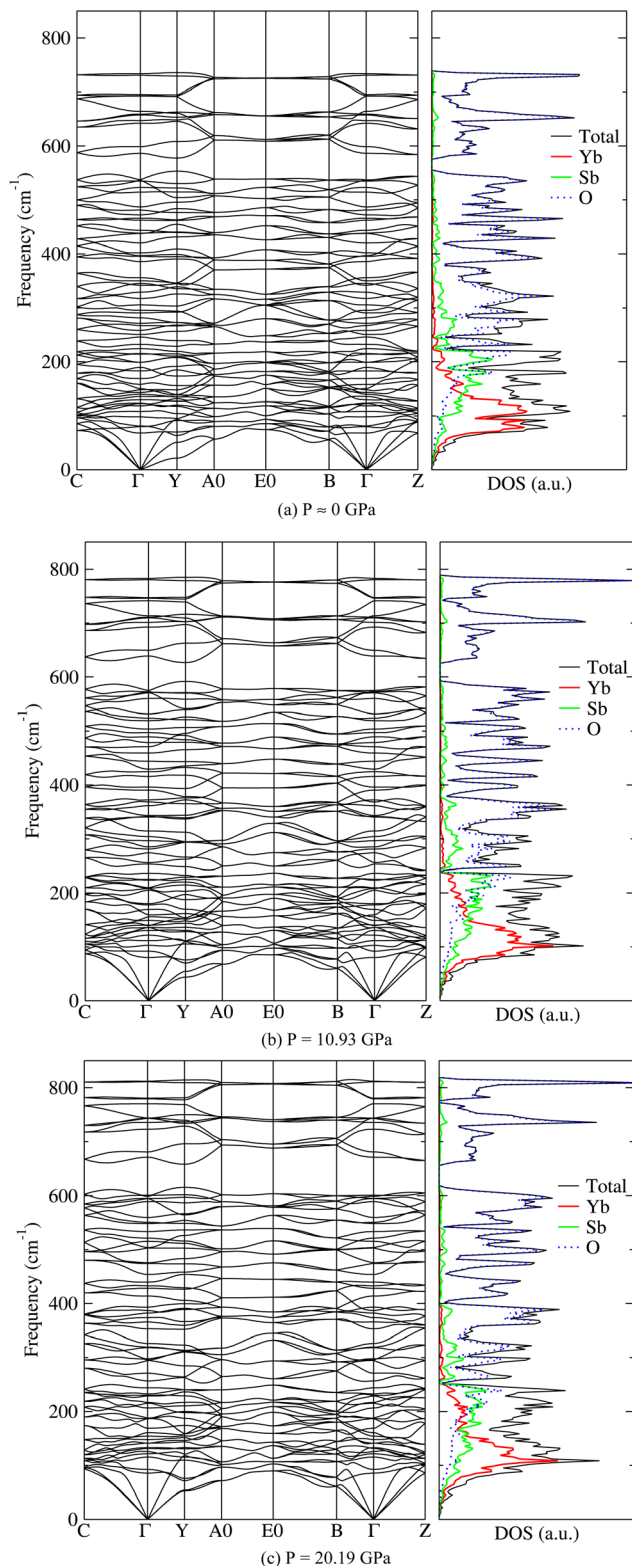 800
600
400
200
0
Frequency (cm-1)
C Γ Y A0 E0 B Γ Z
Total
Yb
Sb
O
DOS (a.u.)
(a) P ≈ 0 GPa
800
600
400
200
0
Frequency (cm-1)
C Γ Y A0 E0 B Γ Z
Total
Yb
Sb
O
DOS (a.u.)
(b) P = 10.93 GPa
800
600
400
200
0
Frequency (cm-1)
C Γ Y A0 E0 B Γ Z
Total
Yb
Sb
O
DOS (a.u.)
(c) P = 20.19 GPa